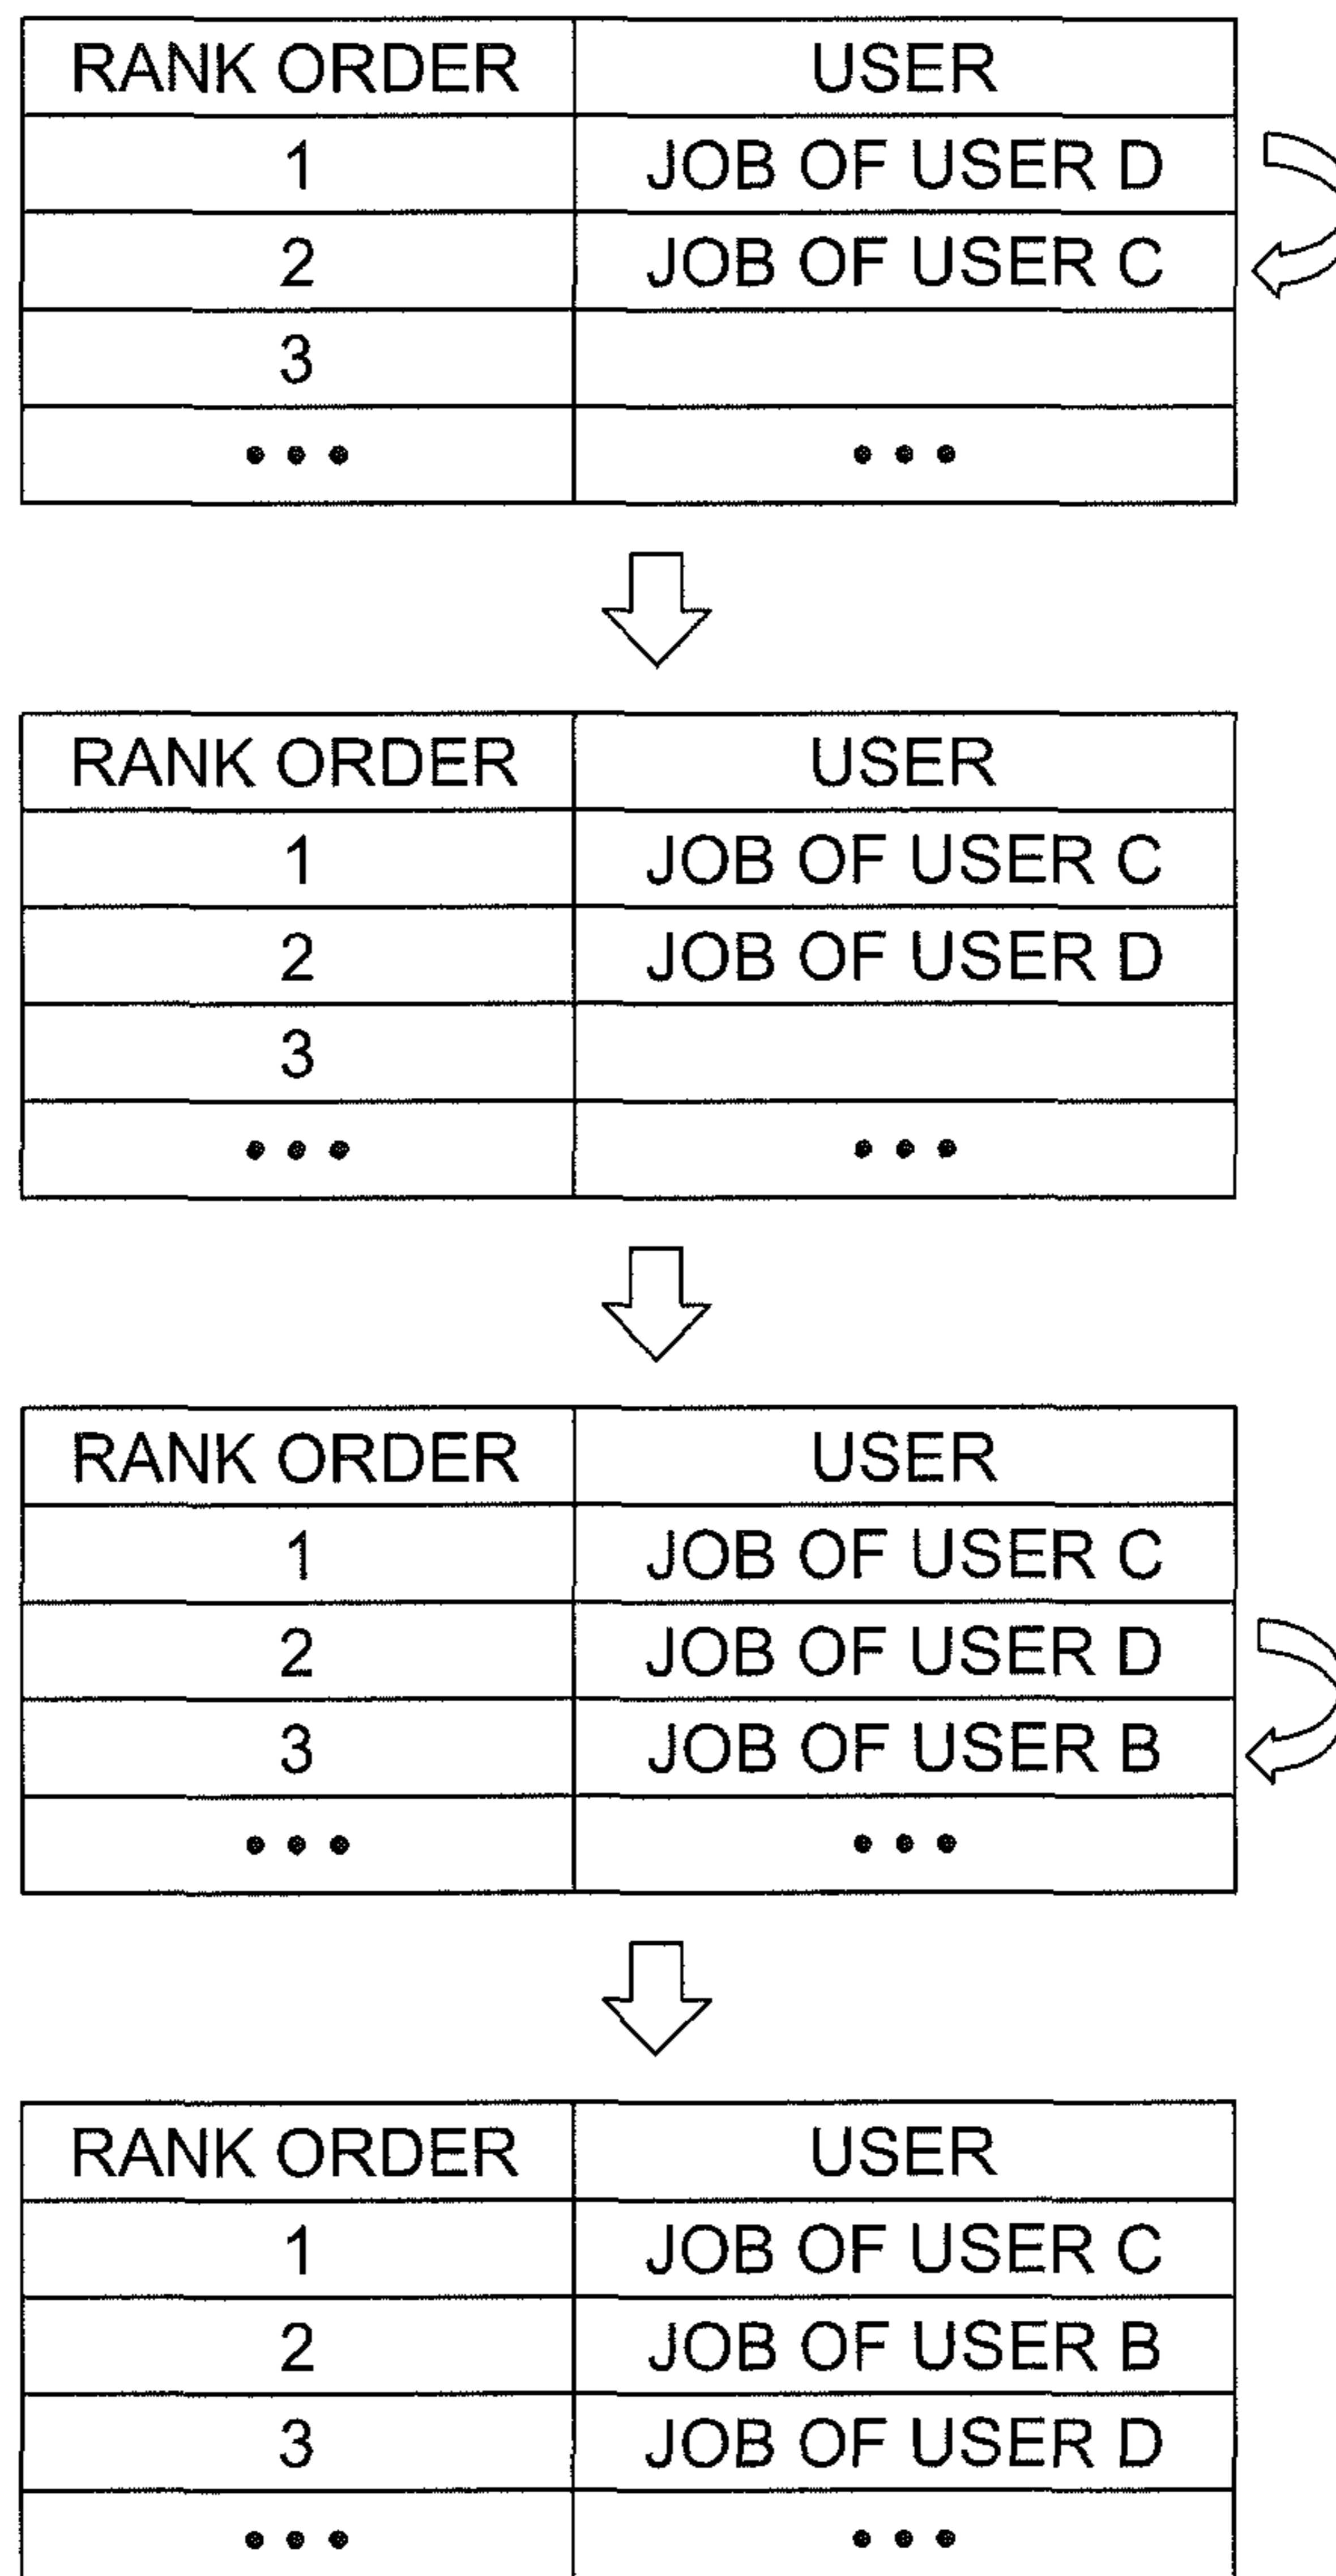 RANK ORDER USER
1 JOB OF USER D
2 JOB OF USER C
3
••• •••
RANK ORDER USER
1 JOB OF USER C
2 JOB OF USER D
3
••• •••
RANK ORDER USER
1 JOB OF USER C
2 JOB OF USER D
3 JOB OF USER B
••• •••
RANK ORDER USER
1 JOB OF USER C
2 JOB OF USER B
3 JOB OF USER D
••• •••